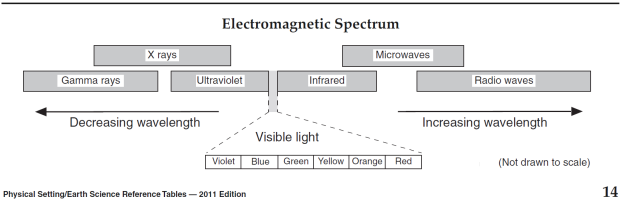 Electromagnetic Spectrum
X rays
Microwaves
Gamma rays
Ultraviolet
Infrared
Radio waves
Decreasing wavelength
Increasing wavelength
Visible light
Violet Blue Green Yellow Orange Red
(Not drawn to scale)
Physical Setting/Earth Science Reference Tables — 2011 Edition
14